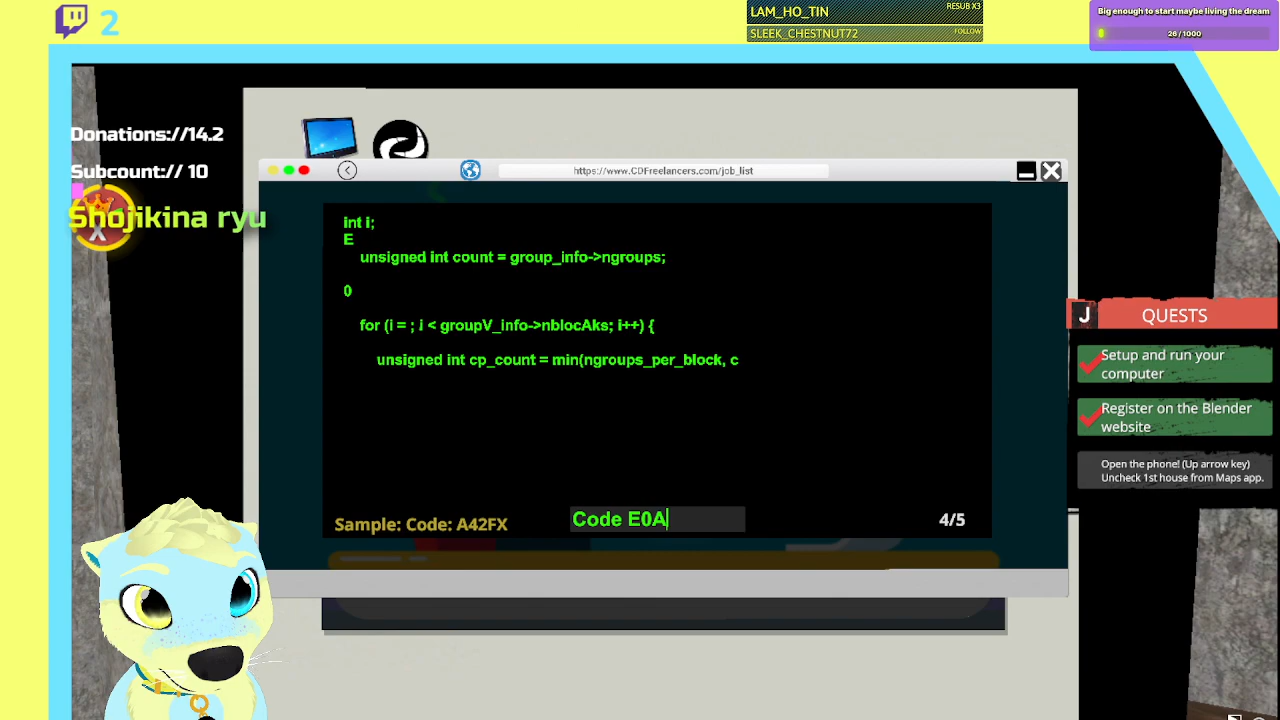 2
LAM_HO_TIN
RESUB X3
SLEEK_CHESTNUT72
FOLLOW
Big enough to start maybe living the dream
26 / 1000
Donations://14.2
Subcount:// 10
X
Shojikina ryu
https://www.CDFreelancers.com/job_list
int i;
E
unsigned int count = group_info->ngroups;
0
for (i = ; i < groupV_info->nblocAks; i++) {
unsigned int cp_count = min(ngroups_per_block, c
Sample: Code: A42FX
Code E0A
4/5
J
QUESTS
Setup and run your
computer
Register on the Blender
website
Open the phone! (Up arrow key)
Uncheck 1st house from Maps app.